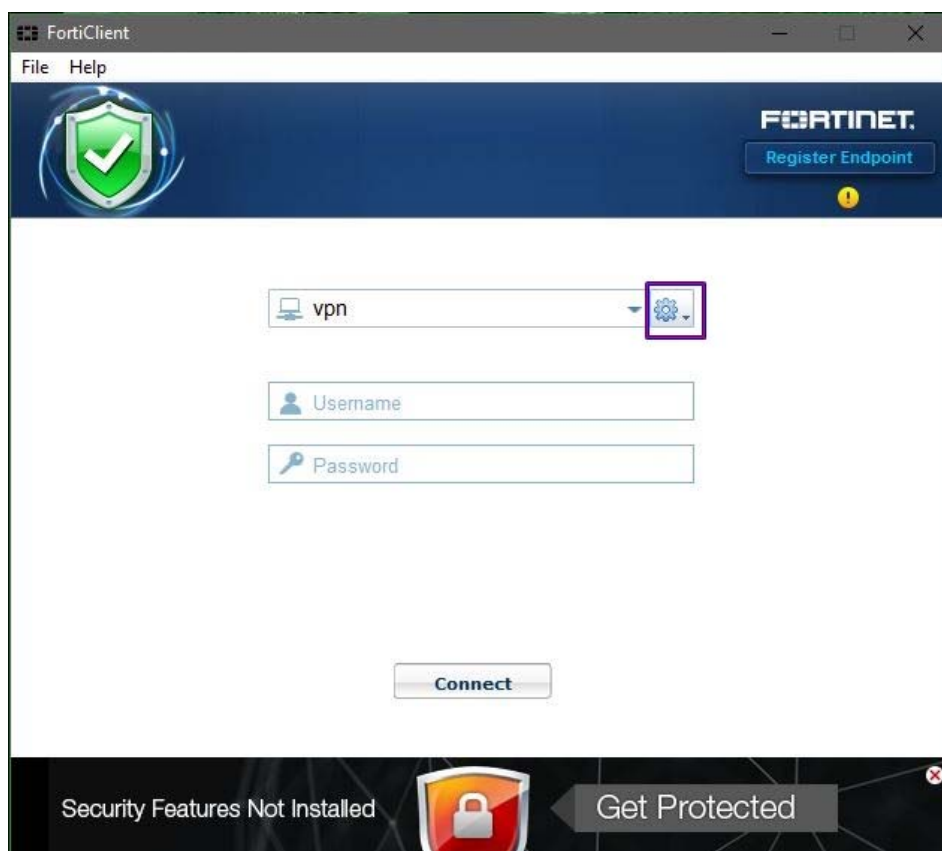 FortiClient
File Help
FORTINET
Register Endpoint
vpn
Username
Password
Connect
Security Features Not Installed
Get Protected